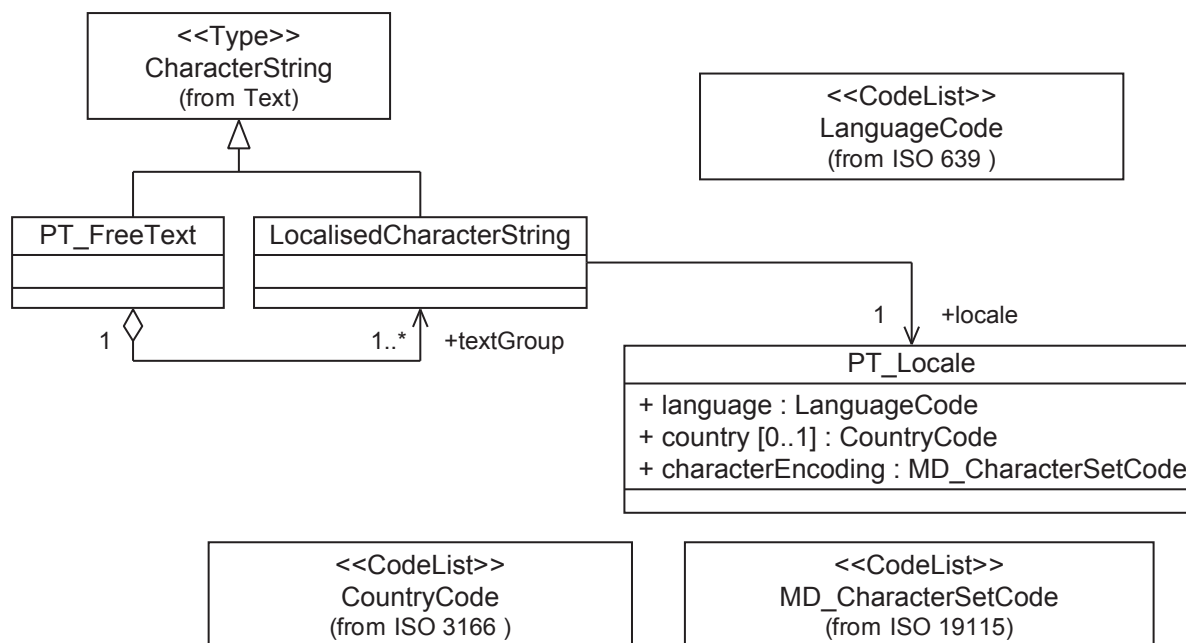 <<Type>>
CharacterString
(from Text)
<<CodeList>>
LanguageCode
(from ISO 639 )
PT_FreeText
LocalisedCharacterString
1
1..*
+textGroup
1
+locale
PT_Locale
+ language : LanguageCode
+ country [0..1] : CountryCode
+ characterEncoding : MD_CharacterSetCode
<<CodeList>>
CountryCode
(from ISO 3166 )
<<CodeList>>
MD_CharacterSetCode
(from ISO 19115)